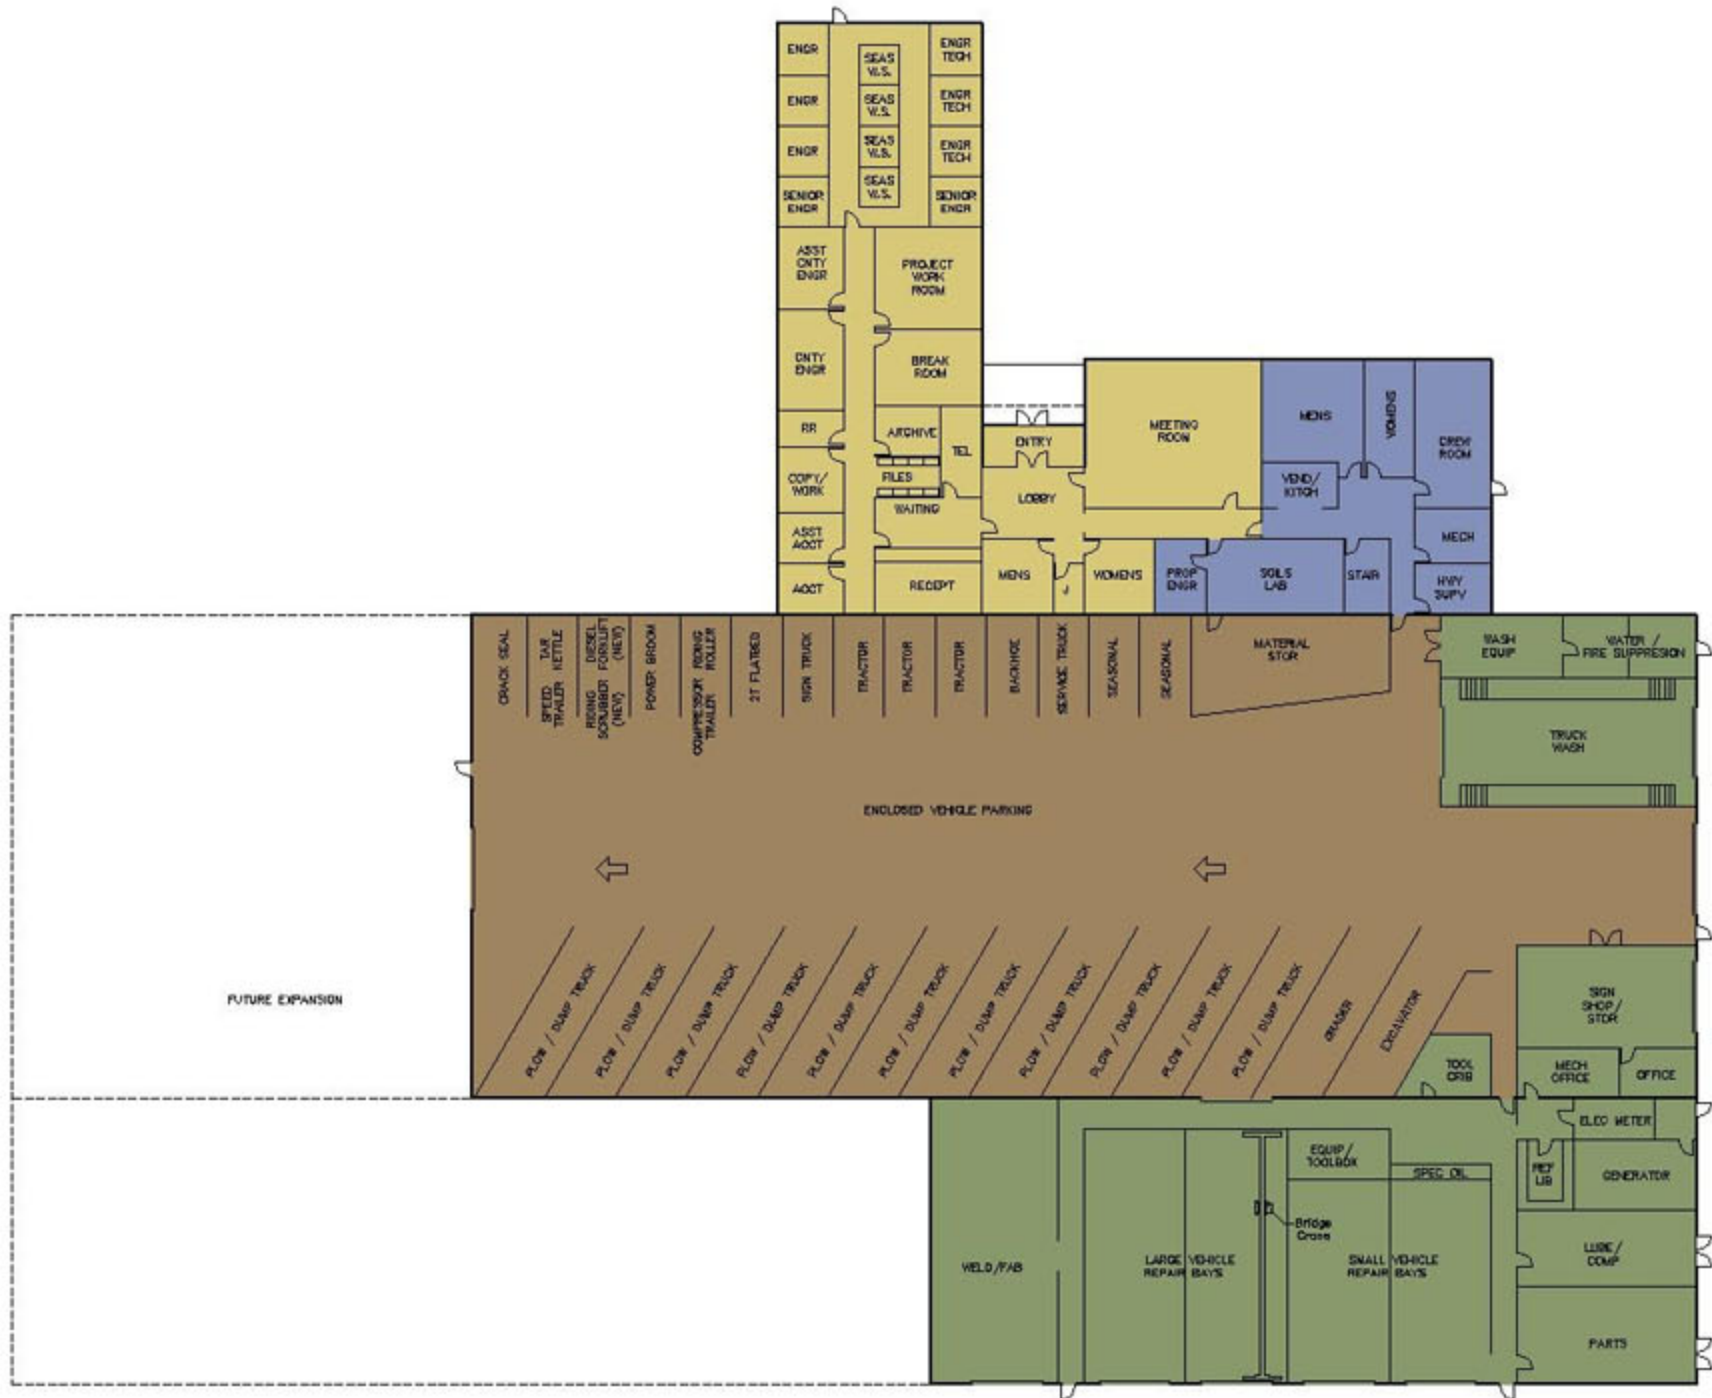 ENGR
SEAS
W.S.
ENGR
TECH
ENGR
SEAS
W.S.
ENGR
TECH
ENGR
SEAS
W.S.
ENGR
TECH
SENIOR
ENGR
SEAS
W.S.
SENIOR
ENGR
ASST
CNTY
ENGR
PROJECT
WORK
ROOM
CNTY
ENGR
BREAK
ROOM
RR
ARCHIVE
TEL
ENTRY
MEETING
ROOM
MENS
WOMENS
CREW
ROOM
COPY/
WORK
FILES
WAITING
LOBBY
VEND/
KITCH
ASST
ACCT
MECH
ACCT
RECEPT
MENS
J
WOMENS
PROP
ENGR
SOILS
LAB
STAIR
HWY
SUPV
CRACK SEAL
SPEED TAR
TRAILER KETTLE
RIDING DIESEL
SCRUBBER FORKLIFT
(NEW) (NEW)
POWER BROOM
COMPRESSOR RIDING
TRAILER ROLLER
2T FLATBED
SIGN TRUCK
TRACTOR
TRACTOR
TRACTOR
BACKHOE
SERVICE TRUCK
SEASONAL
SEASONAL
MATERIAL
STOR
WASH
EQUIP
WATER /
FIRE SUPPRESION
TRUCK
WASH
ENCLOSED VEHICLE PARKING
FUTURE EXPANSION
PLOW / DUMP TRUCK
PLOW / DUMP TRUCK
PLOW / DUMP TRUCK
PLOW / DUMP TRUCK
PLOW / DUMP TRUCK
PLOW / DUMP TRUCK
PLOW / DUMP TRUCK
PLOW / DUMP TRUCK
PLOW / DUMP TRUCK
PLOW / DUMP TRUCK
PLOW / DUMP TRUCK
GRADER
EXCAVATOR
SIGN
SHOP/
STOR
TOOL
CRIB
MECH
OFFICE
OFFICE
ELEC METER
EQUIP/
TOOLBOX
SPEC OIL
REF
LIB
GENERATOR
Bridge
Crane
WELD/FAB
LARGE VEHICLE
REPAIR BAYS
SMALL VEHICLE
REPAIR BAYS
LUBE/
COMP
PARTS